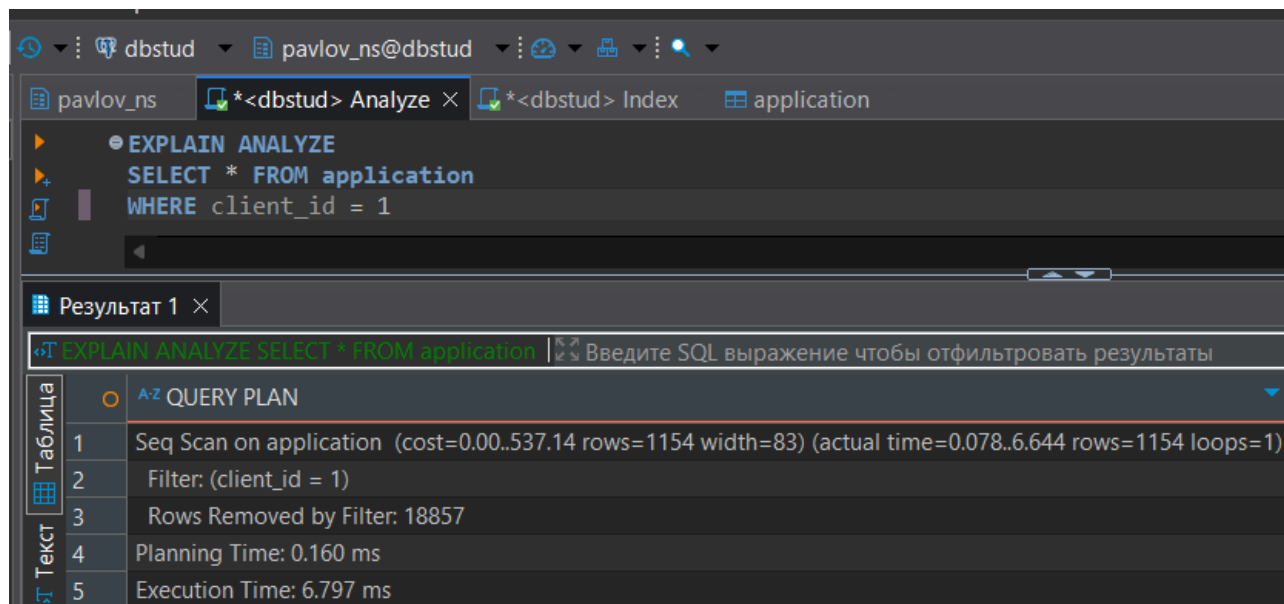 dbstud pavlov_ns@dbstud
pavlov_ns *<dbstud> Analyze *<dbstud> Index application
EXPLAIN ANALYZE
SELECT * FROM application
WHERE client_id = 1
Результат 1
EXPLAIN ANALYZE SELECT * FROM application Введите SQL выражение чтобы отфильтровать результаты
Таблица
Текст
A-Z QUERY PLAN
1 Seq Scan on application (cost=0.00..537.14 rows=1154 width=83) (actual time=0.078..6.644 rows=1154 loops=1)
2 Filter: (client_id = 1)
3 Rows Removed by Filter: 18857
4 Planning Time: 0.160 ms
5 Execution Time: 6.797 ms